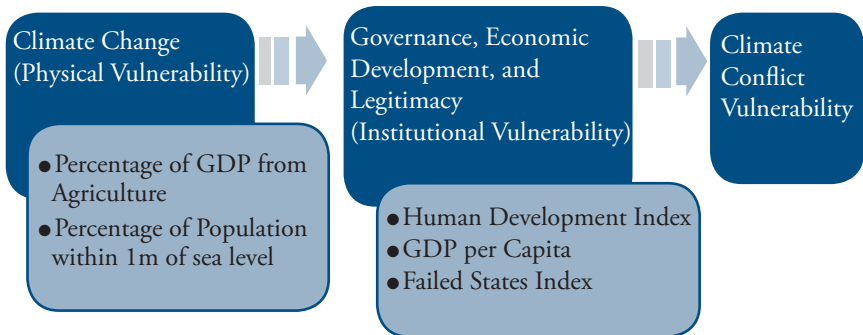 Climate Change
(Physical Vulnerability)
● Percentage of GDP from
Agriculture
● Percentage of Population
within 1m of sea level
Governance, Economic
Development, and
Legitimacy
(Institutional Vulnerability)
● Human Development Index
● GDP per Capita
● Failed States Index
Climate
Conflict
Vulnerability